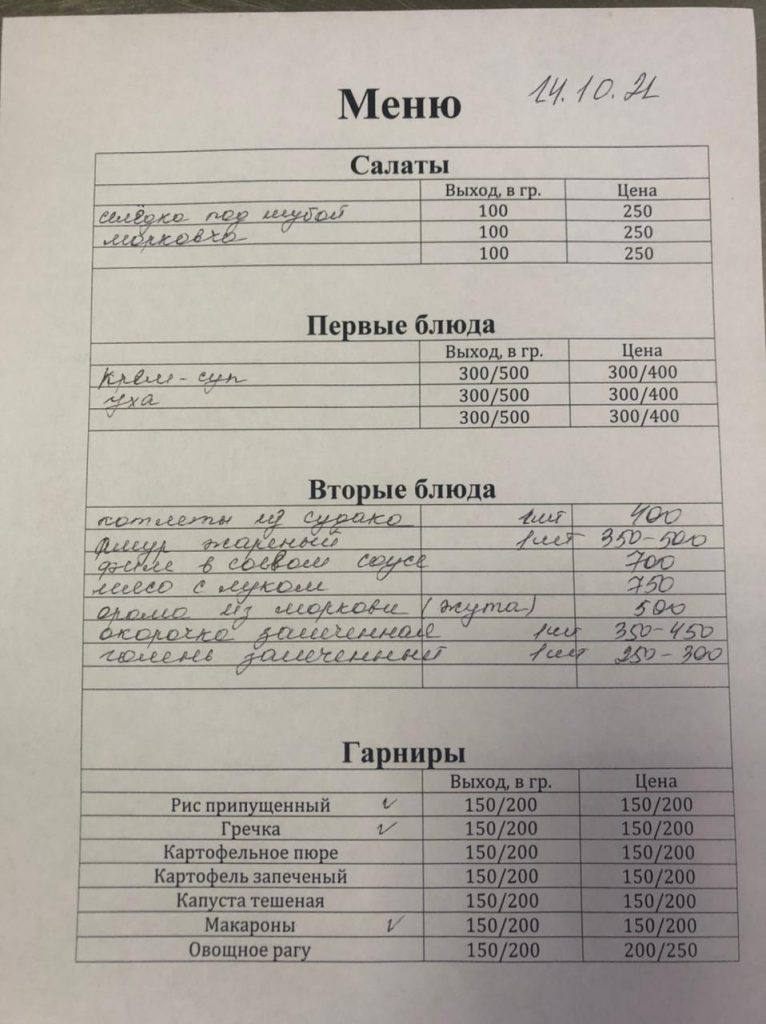 Меню 14.10.21
Салаты
Выход, в гр. Цена
селёдка под шубой 100 250
морковча 100 250
100 250
Первые блюда
Выход, в гр. Цена
крем-суп 300/500 300/400
уха 300/500 300/400
300/500 300/400
Вторые блюда
котлеты из судака 1шт 400
жареный 1шт 350-500
филе в соевом соусе 700
мясо с луком 750
орома из моркови (жута) 500
окорочка запеченная 1шт 350-450
голень запеченный 1шт 250-300
Гарниры
Выход, в гр. Цена
Рис припущенный ✓ 150/200 150/200
Гречка ✓ 150/200 150/200
Картофельное пюре 150/200 150/200
Картофель запеченый 150/200 150/200
Капуста тешеная 150/200 150/200
Макароны ✓ 150/200 150/200
Овощное рагу 150/200 200/250